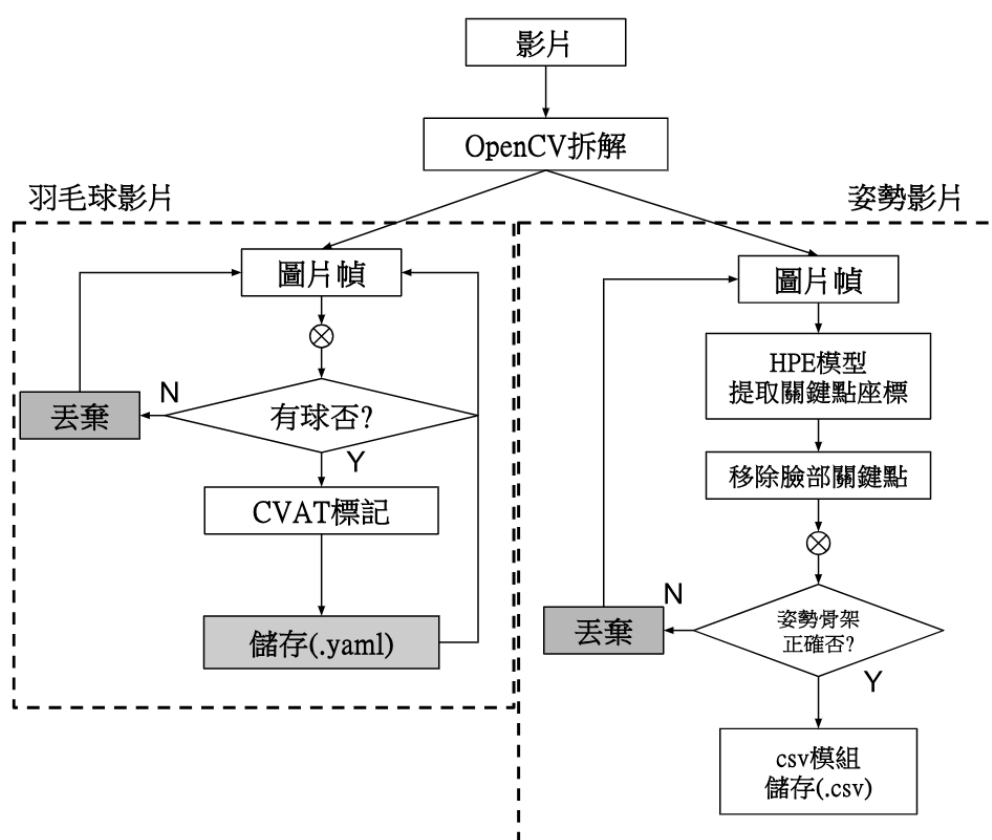 影片
OpenCV拆解
羽毛球影片
圖片幀
有球否?
N
丟棄
Y
CVAT標記
儲存(.yaml)
姿勢影片
圖片幀
HPE模型
提取關鍵點座標
移除臉部關鍵點
姿勢骨架
正確否?
N
丟棄
Y
csv模組
儲存(.csv)